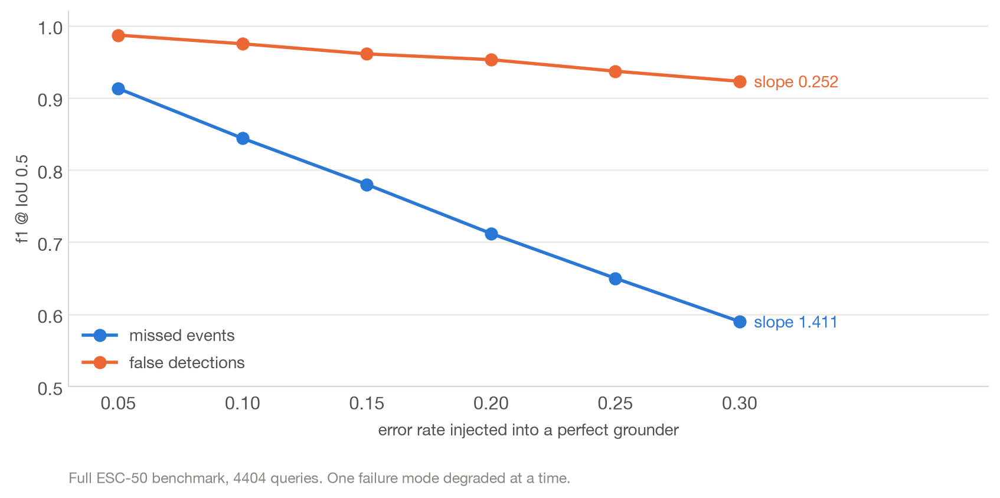 1.0
0.9
0.8
0.7
0.6
0.5
f1 @ IoU 0.5
slope 0.252
slope 1.411
missed events
false detections
0.05 0.10 0.15 0.20 0.25 0.30
error rate injected into a perfect grounder
Full ESC-50 benchmark, 4404 queries. One failure mode degraded at a time.